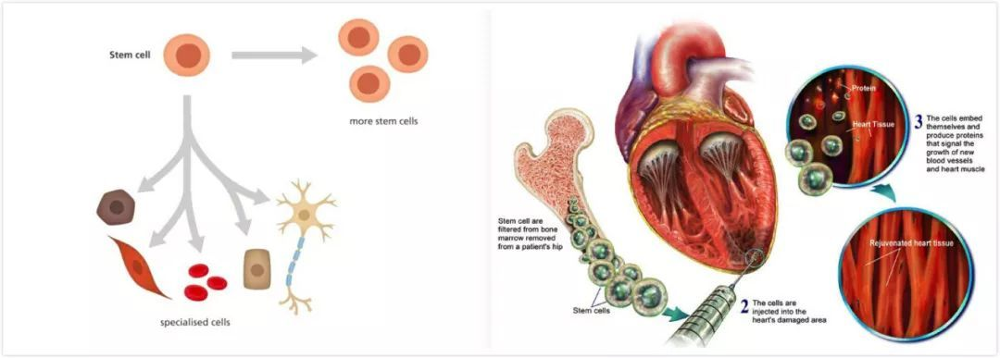 Stem cell
more stem cells
specialised cells
Stem cell are
filtered from bone
marrow removed
from a patient's hip
Stem cells
2 The cells are
injected into the
heart's damaged area
Protein
Heart Tissue
3 The cells embed
themselves and
produce proteins
that signal the
growth of new
blood vessels
and heart muscle
Rejuvenated heart tissue